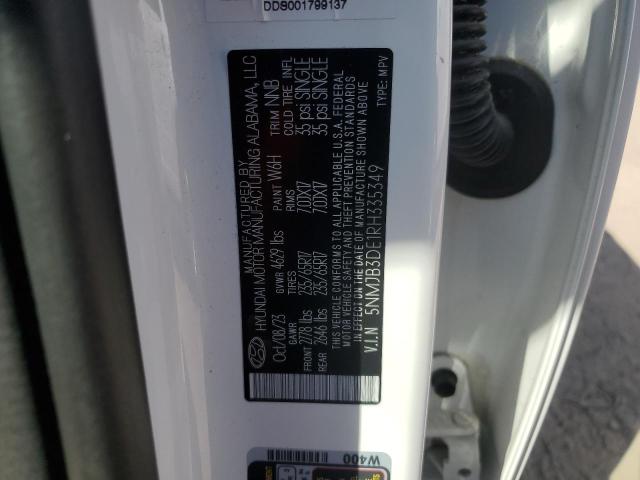 DDS001799137
MANUFACTURED BY
HYUNDAI MOTOR MANUFACTURING ALABAMA, LLC
Oct/08/23 GVWR 4629 lbs PAINT W6H TRIM NNB
GAWR TIRES RIMS COLD TIRE INFL
FRONT 2778 lbs 235/65R17 7.0JX17 35 psi SINGLE
REAR 2646 lbs 235/65R17 7.0JX17 35 psi SINGLE
THIS VEHICLE CONFORMS TO ALL APPLICABLE U.S.A. FEDERAL
MOTOR VEHICLE SAFETY AND THEFT PREVENTION STANDARDS
IN EFFECT ON THE DATE OF MANUFACTURE SHOWN ABOVE
V.I.N 5NMJB3DE1RH335349 TYPE: MPV
W400